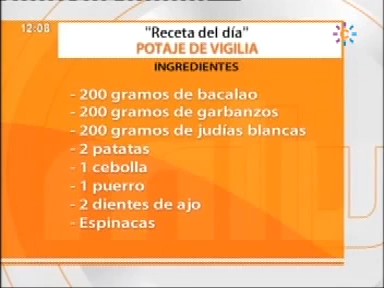 12:08
"Receta del día"
POTAJE DE VIGILIA
INGREDIENTES
- 200 gramos de bacalao
- 200 gramos de garbanzos
- 200 gramos de judías blancas
- 2 patatas
- 1 cebolla
- 1 puerro
- 2 dientes de ajo
- Espinacas